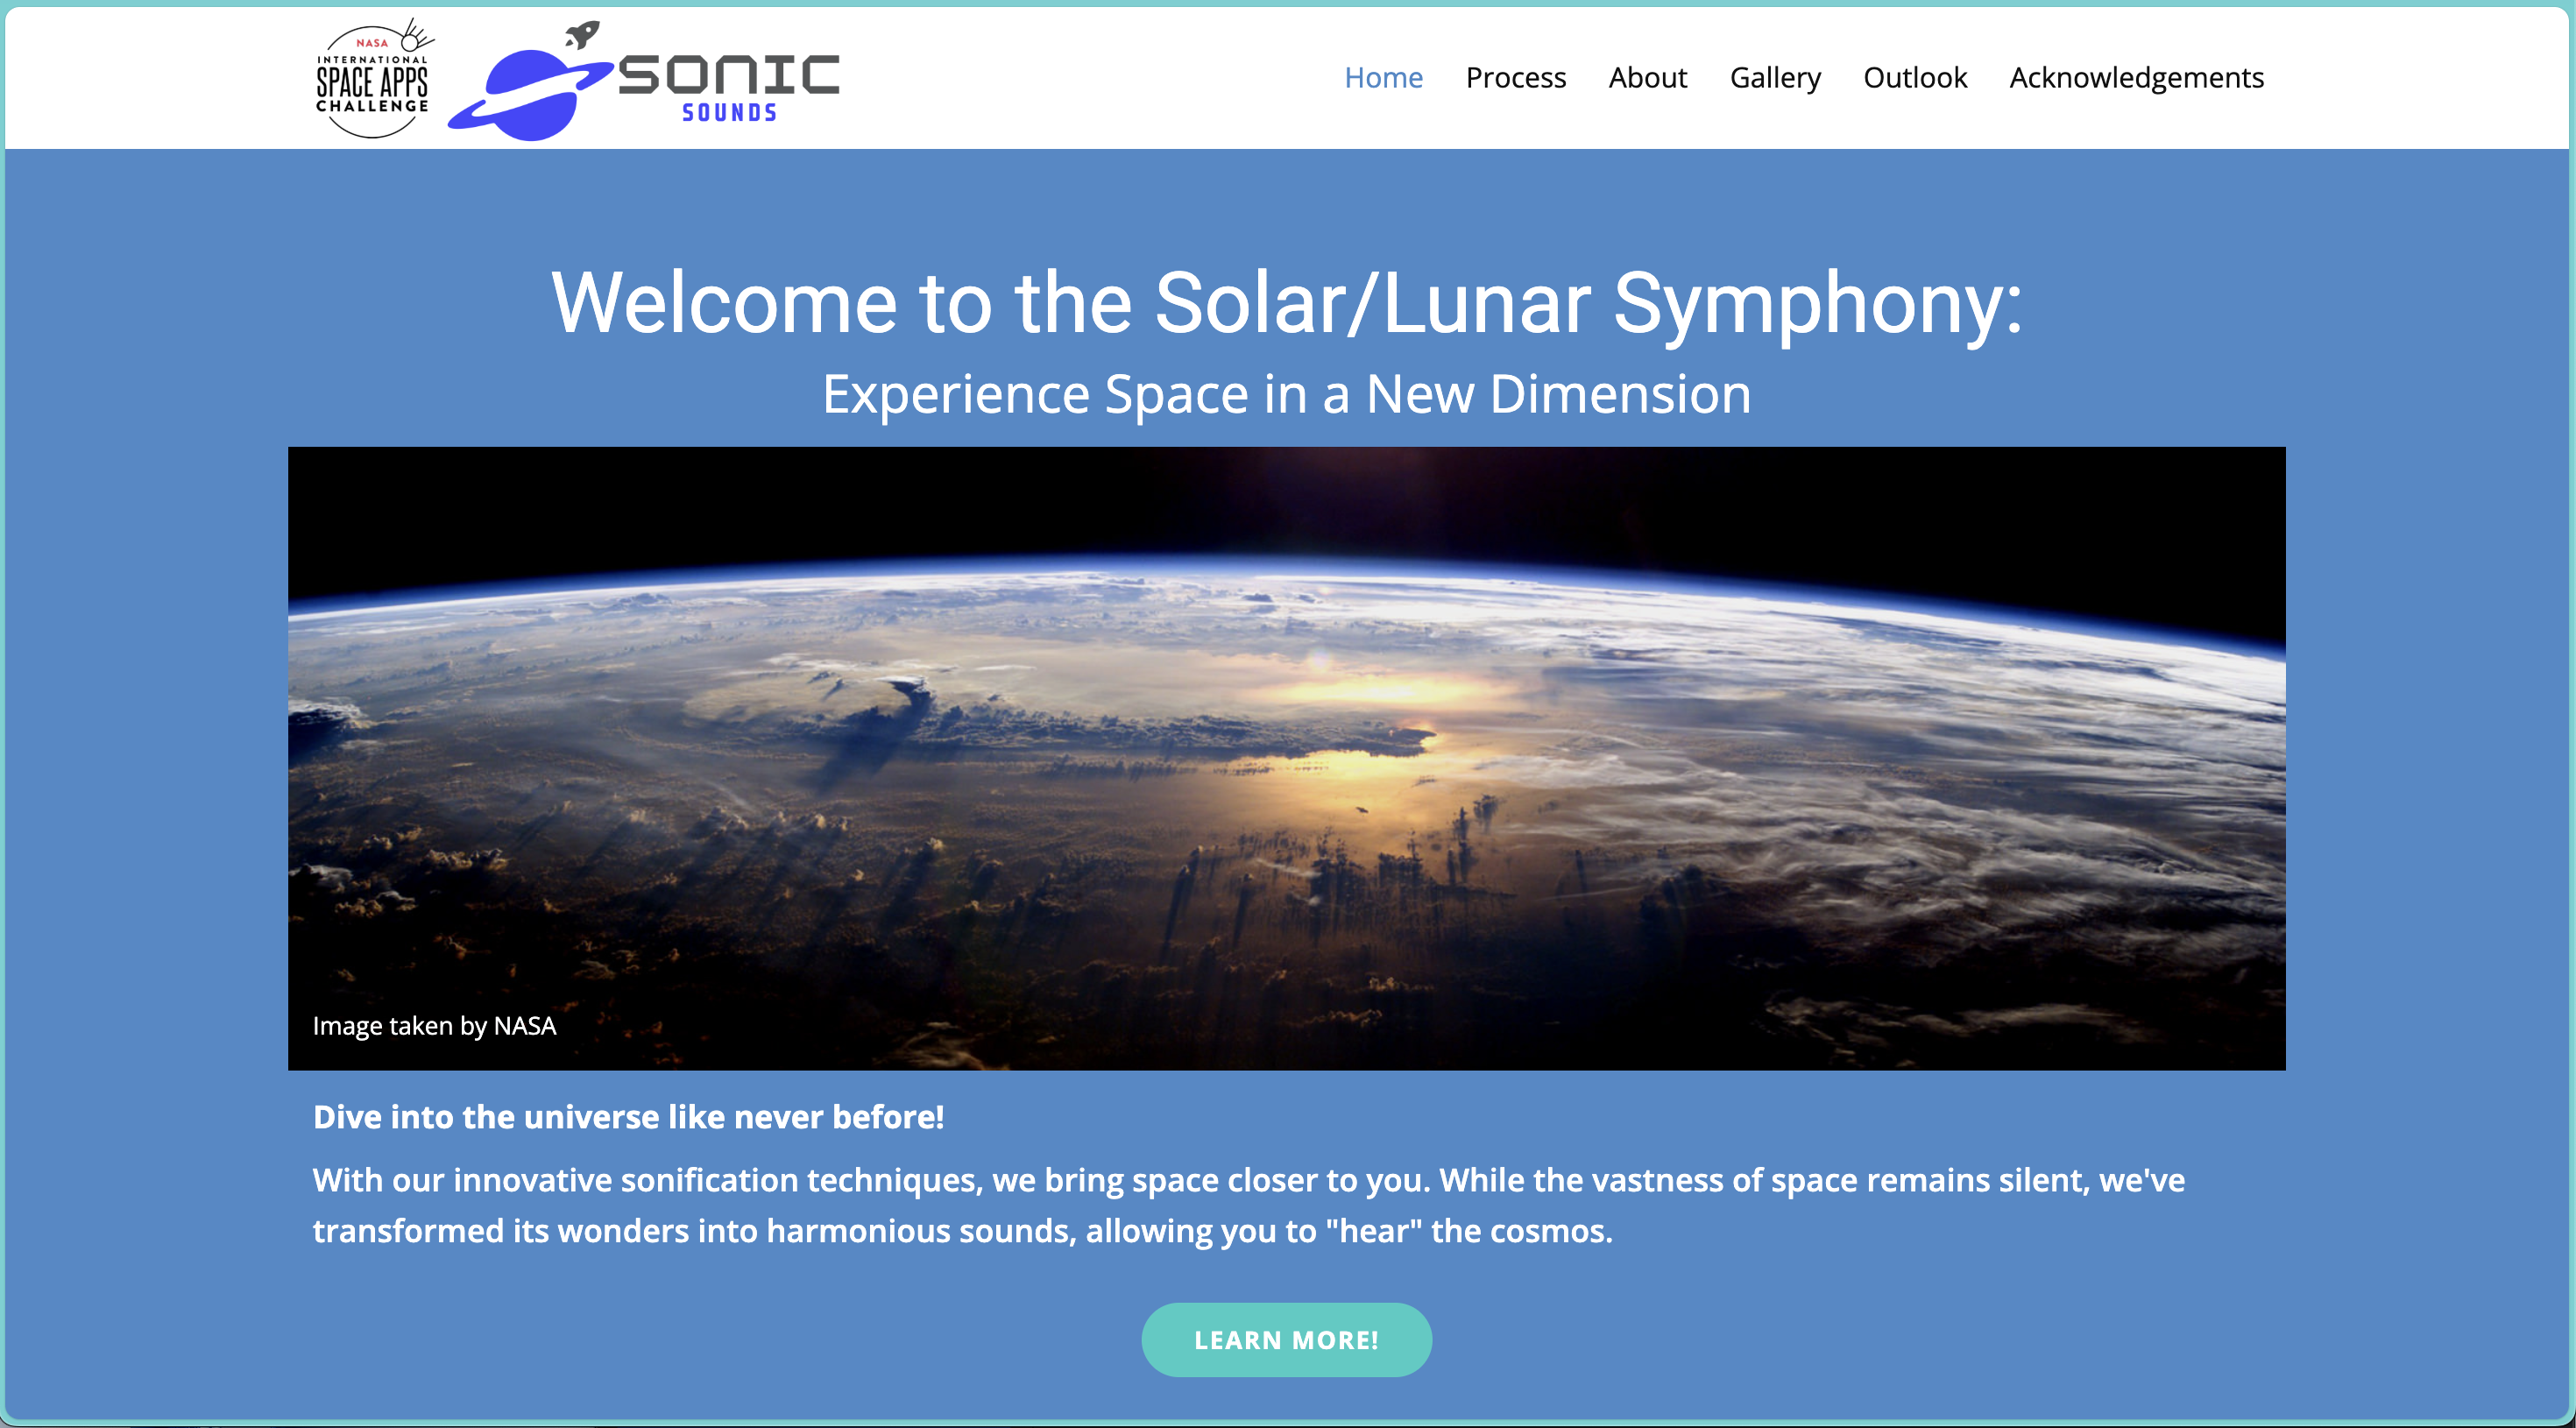 NASA
INTERNATIONAL
SPACE APPS
CHALLENGE
SONIC
SOUNDS
Home Process About Gallery Outlook Acknowledgements
Welcome to the Solar/Lunar Symphony:
Experience Space in a New Dimension
Image taken by NASA
Dive into the universe like never before!
With our innovative sonification techniques, we bring space closer to you. While the vastness of space remains silent, we've
transformed its wonders into harmonious sounds, allowing you to "hear" the cosmos.
LEARN MORE!